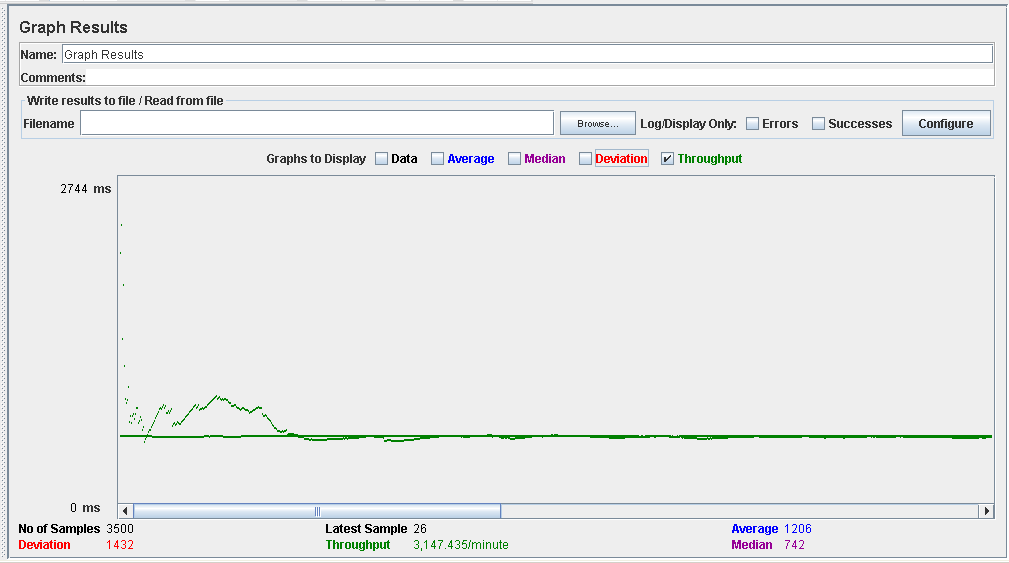 Graph Results
Name: Graph Results
Comments:
Write results to file / Read from file
Filename Browse... Log/Display Only: Errors Successes Configure
Graphs to Display Data Average Median Deviation Throughput
2744 ms
0 ms
No of Samples 3500 Latest Sample 26 Average 1206
Deviation 1432 Throughput 3,147.435/minute Median 742